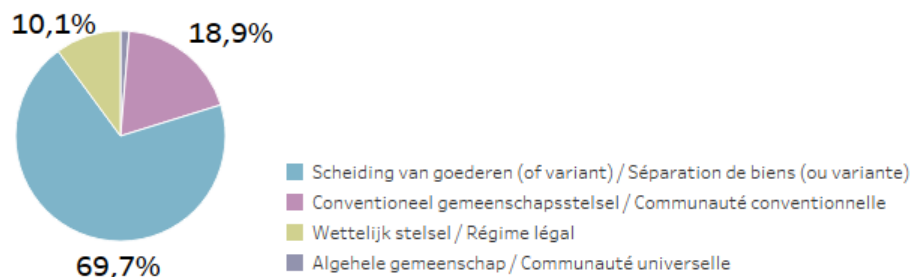 10,1%
18,9%
Scheiding van goederen (of variant) / Séparation de biens (ou variante)
Conventioneel gemeenschapsstelsel / Communauté conventionnelle
Wettelijk stelsel / Régime légal
Algehele gemeenschap / Communauté universelle
69,7%